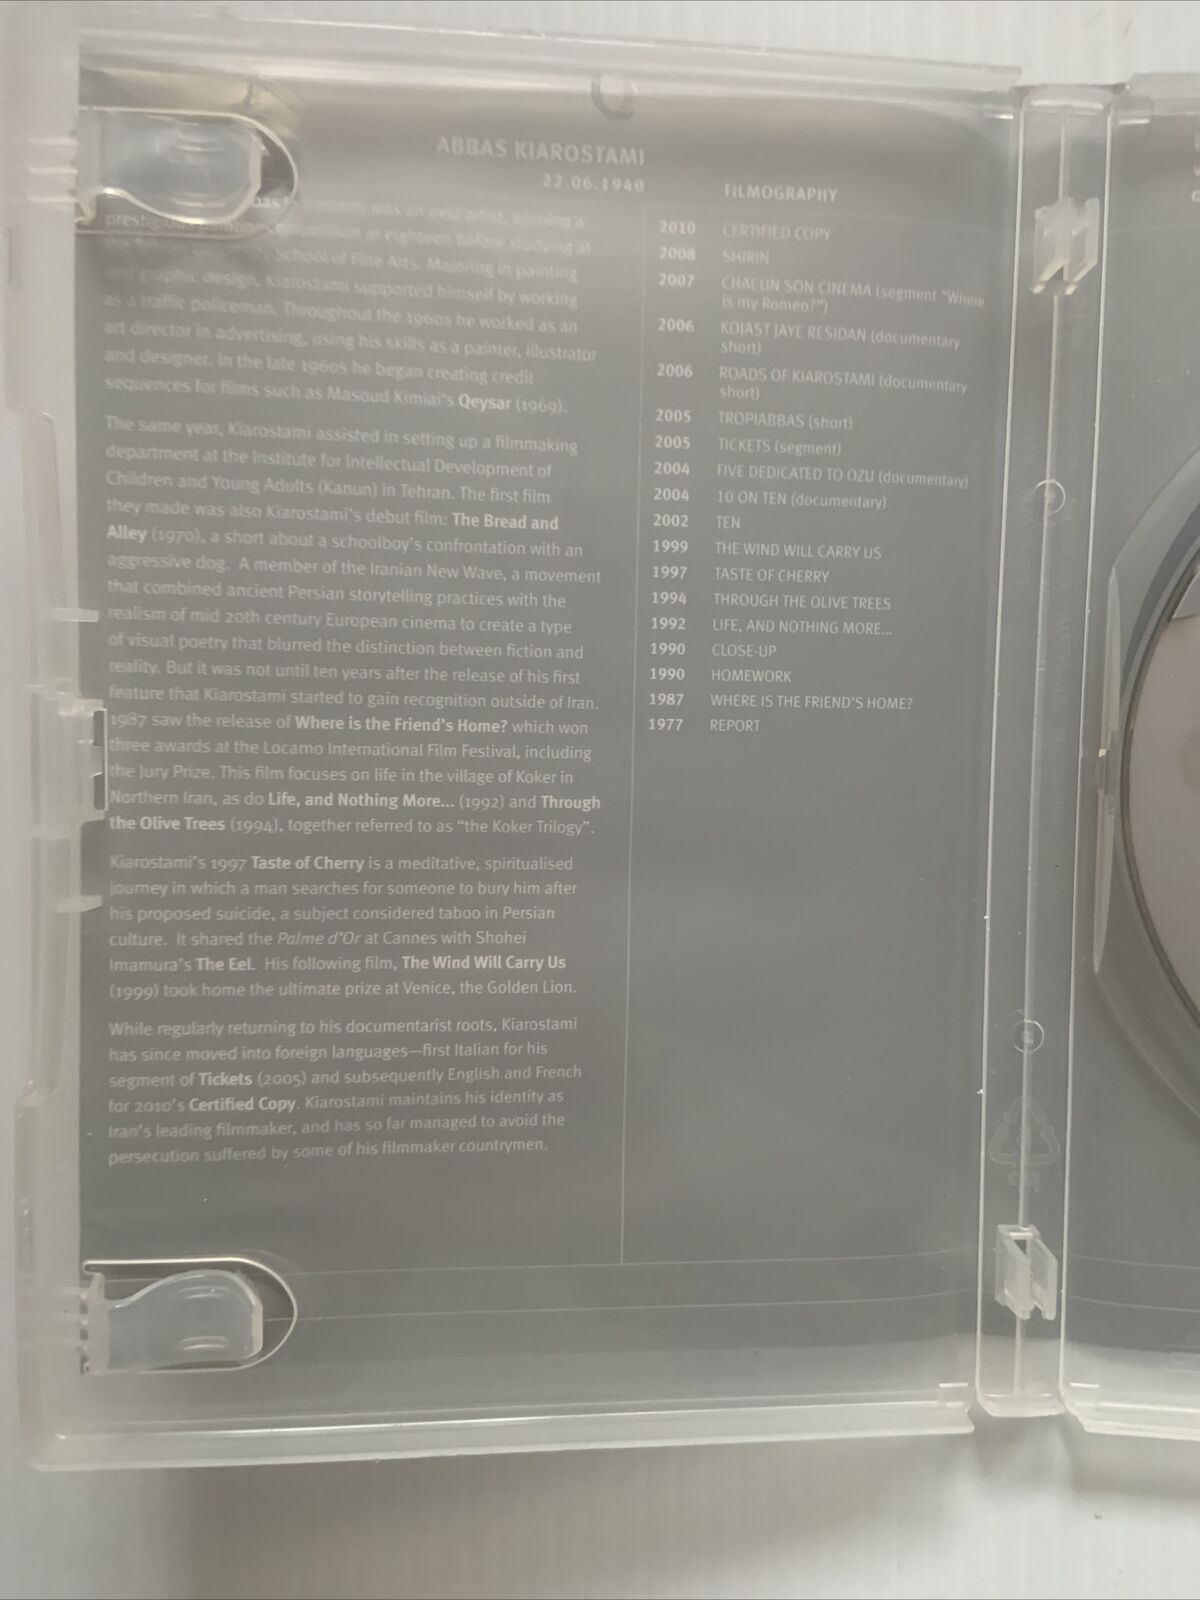 ABBAS KIAROSTAMI
22.06.1940
was an avid artist, winning a
prestigious competition at eighteen before studying at
School of Fine Arts. Majoring in painting
and graphic design, Kiarostami supported himself by working
as a traffic policeman. Throughout the 1960s he worked as an
art director in advertising, using his skills as a painter, illustrator
and designer. In the late 1960s he began creating credit
sequences for films such as Masoud Kimiai's Qeysar (1969).
The same year, Kiarostami assisted in setting up a filmmaking
department at the Institute for Intellectual Development of
Children and Young Adults (Kanun) in Tehran. The first film
they made was also Kiarostami's debut film: The Bread and
Alley (1970), a short about a schoolboy's confrontation with an
aggressive dog. A member of the Iranian New Wave, a movement
that combined ancient Persian storytelling practices with the
realism of mid 20th century European cinema to create a type
of visual poetry that blurred the distinction between fiction and
reality. But it was not until ten years after the release of his first
feature that Kiarostami started to gain recognition outside of Iran.
1987 saw the release of Where is the Friend's Home? which won
three awards at the Locarno International Film Festival, including
the Jury Prize. This film focuses on life in the village of Koker in
Northern Iran, as do Life, and Nothing More... (1992) and Through
the Olive Trees (1994), together referred to as “the Koker Trilogy”.
Kiarostami's 1997 Taste of Cherry is a meditative, spiritualised
journey in which a man searches for someone to bury him after
his proposed suicide, a subject considered taboo in Persian
culture. It shared the Palme d'Or at Cannes with Shohei
Imamura's The Eel. His following film, The Wind Will Carry Us
(1999) took home the ultimate prize at Venice, the Golden Lion.
While regularly returning to his documentarist roots, Kiarostami
has since moved into foreign languages—first Italian for his
segment of Tickets (2005) and subsequently English and French
for 2010's Certified Copy. Kiarostami maintains his identity as
Iran's leading filmmaker, and has so far managed to avoid the
persecution suffered by some of his filmmaker countrymen.
FILMOGRAPHY
2010 CERTIFIED COPY
2008 SHIRIN
2007 CHACUN SON CINEMA (segment “Where
is my Romeo?”)
2006 KOJAST JAYE RESIDAN (documentary
short)
2006 ROADS OF KIAROSTAMI (documentary
short)
2005 TROPIABBAS (short)
2005 TICKETS (segment)
2004 FIVE DEDICATED TO OZU (documentary)
2004 10 ON TEN (documentary)
2002 TEN
1999 THE WIND WILL CARRY US
1997 TASTE OF CHERRY
1994 THROUGH THE OLIVE TREES
1992 LIFE, AND NOTHING MORE...
1990 CLOSE-UP
1990 HOMEWORK
1987 WHERE IS THE FRIEND'S HOME?
1977 REPORT